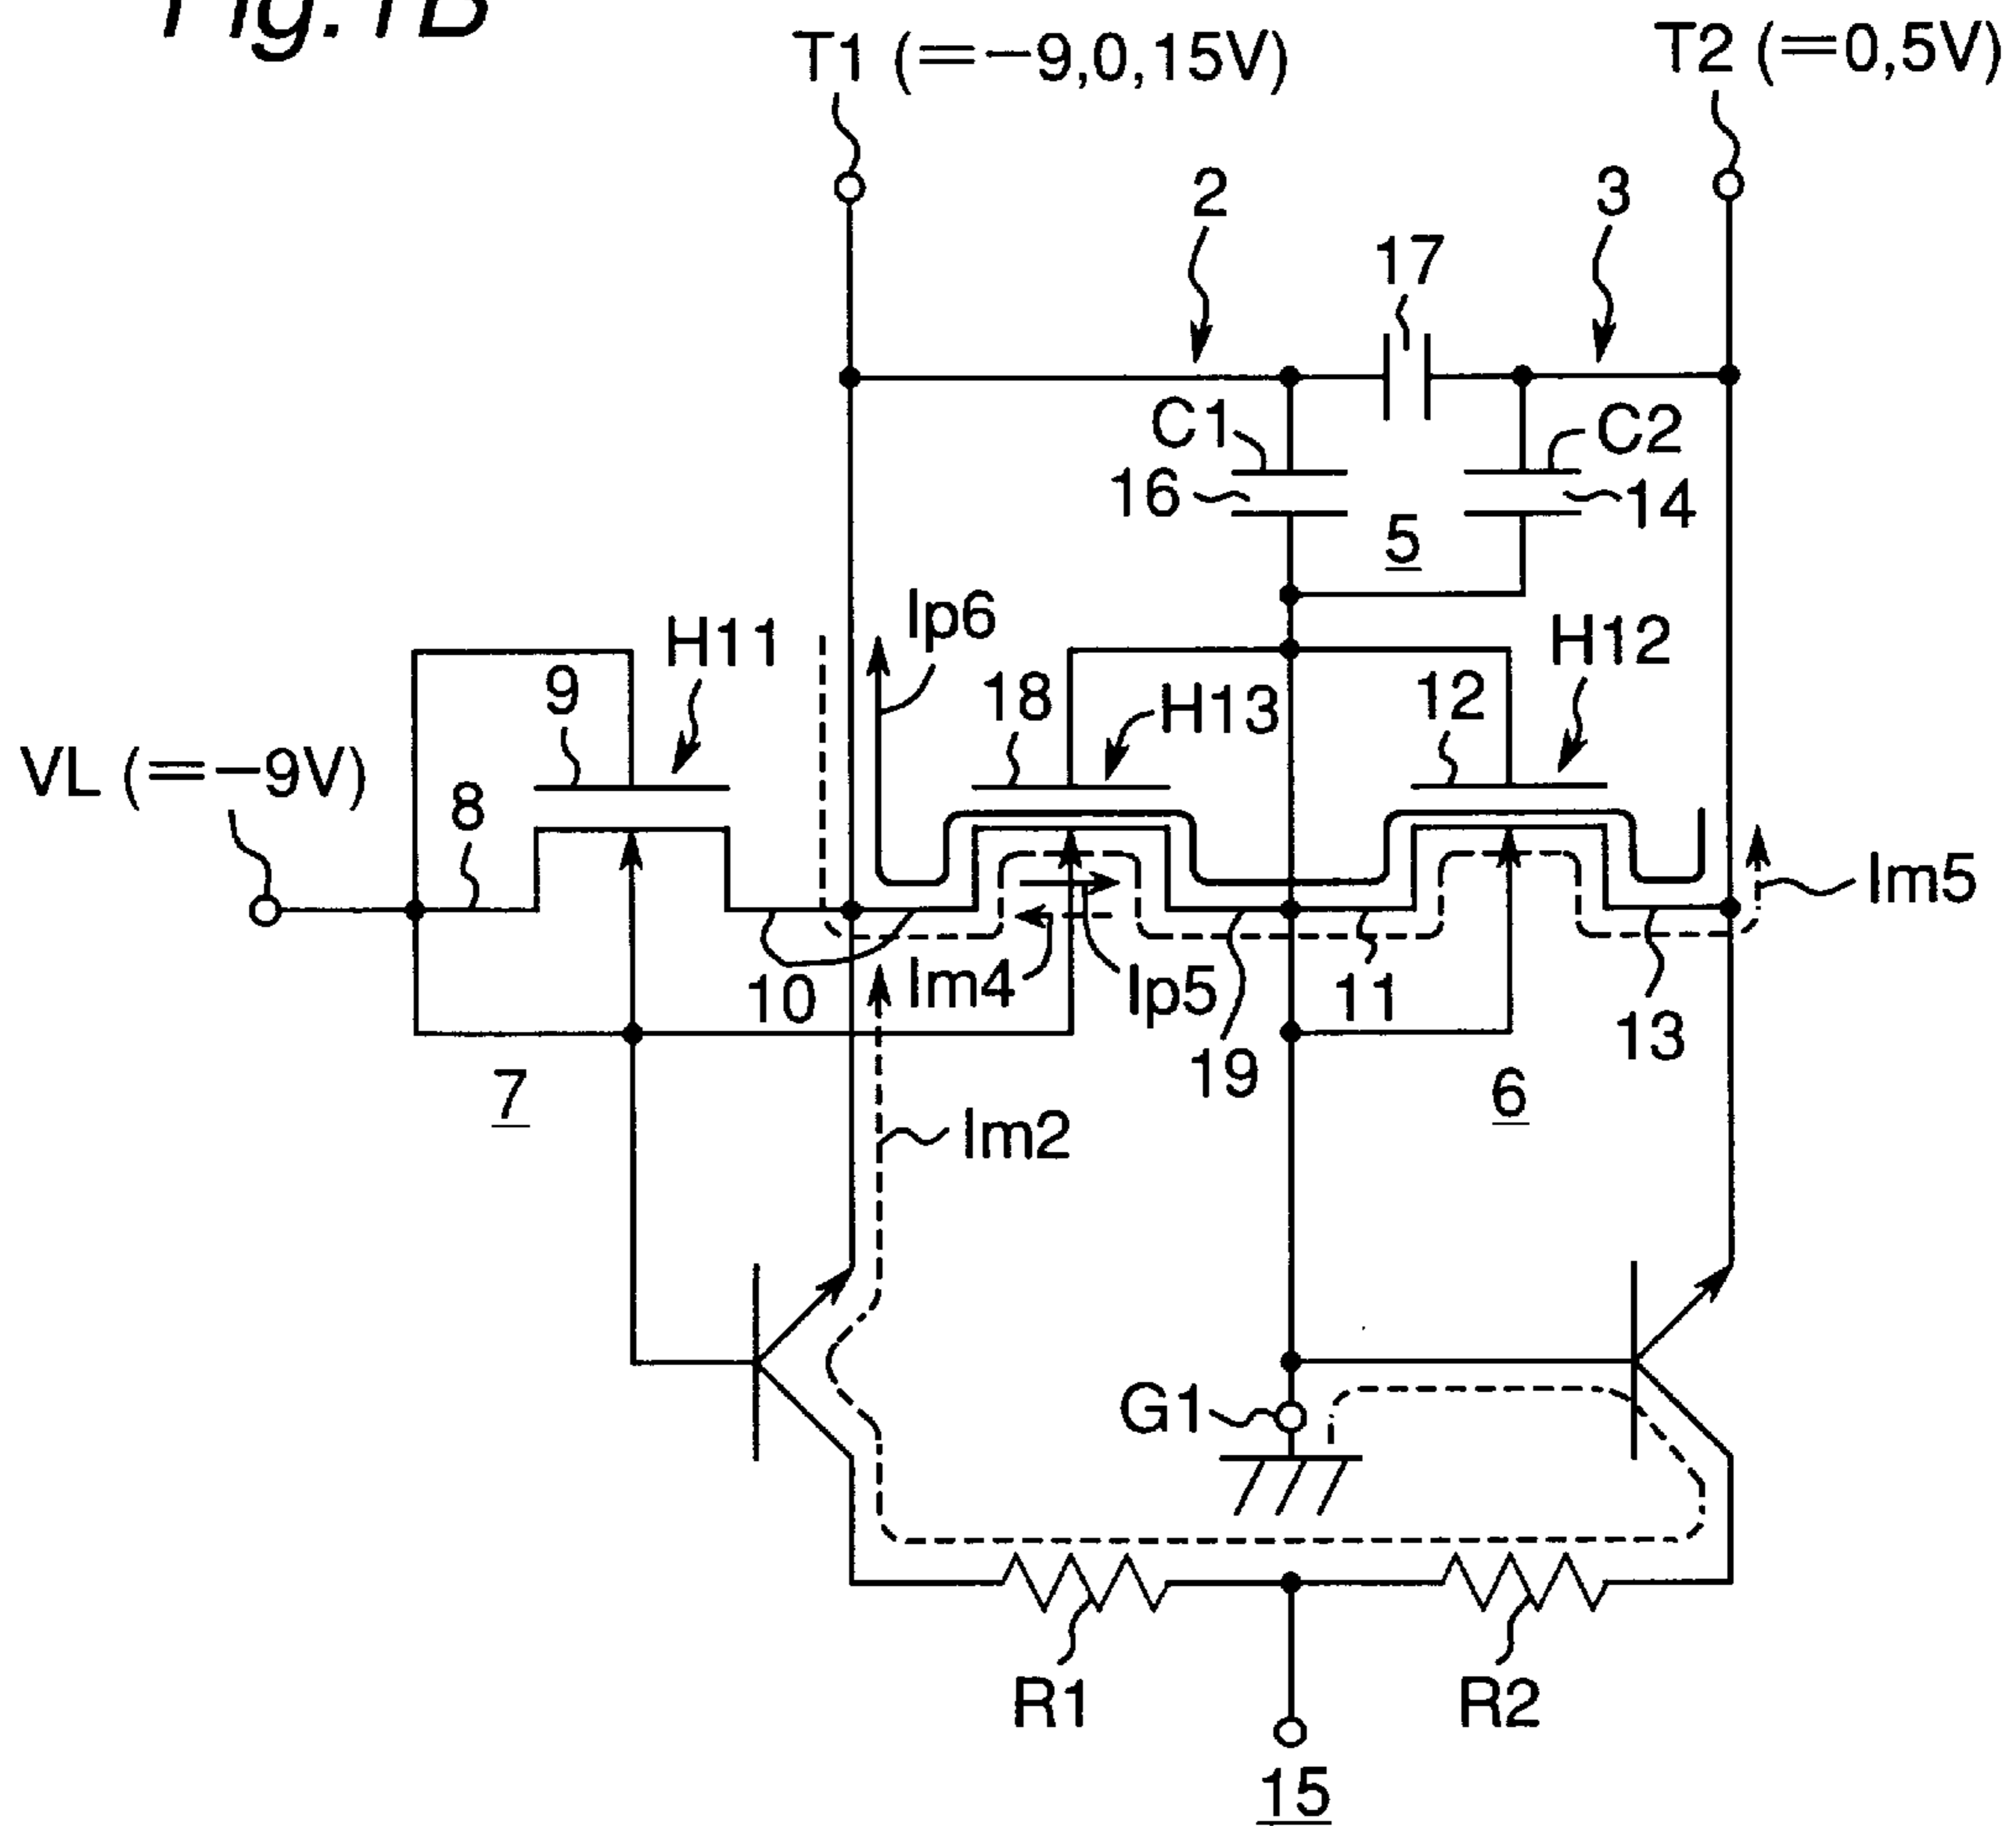 Fig.1B
T1 (=−9,0,15V)
T2 (=0,5V)
2
3
17
C1
C2
16
14
5
Ip6
H11
H12
9
18
H13
12
VL (=−9V)
8
Im5
Im4
Ip5
10
11
19
13
7
6
Im2
G1
R1
R2
15